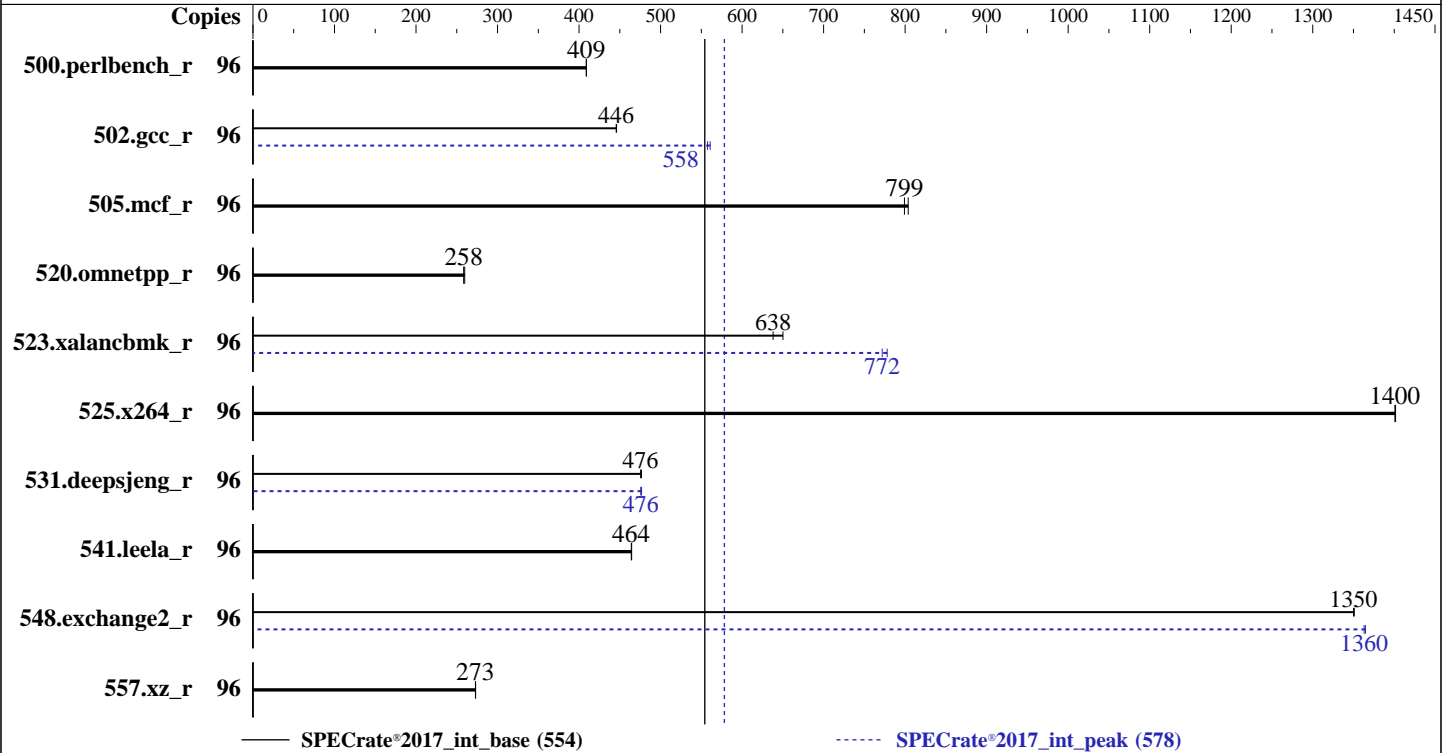 Copies 0 100 200 300 400 500 600 700 800 900 1000 1100 1200 1300 1450
409
500.perlbench_r 96
446
502.gcc_r 96
558
799
505.mcf_r 96
258
520.omnetpp_r 96
638
523.xalancbmk_r 96
772
1400
525.x264_r 96
476
531.deepsjeng_r 96
476
464
541.leela_r 96
1350
548.exchange2_r 96
1360
273
557.xz_r 96
SPECrate®2017_int_base (554) SPECrate®2017_int_peak (578)